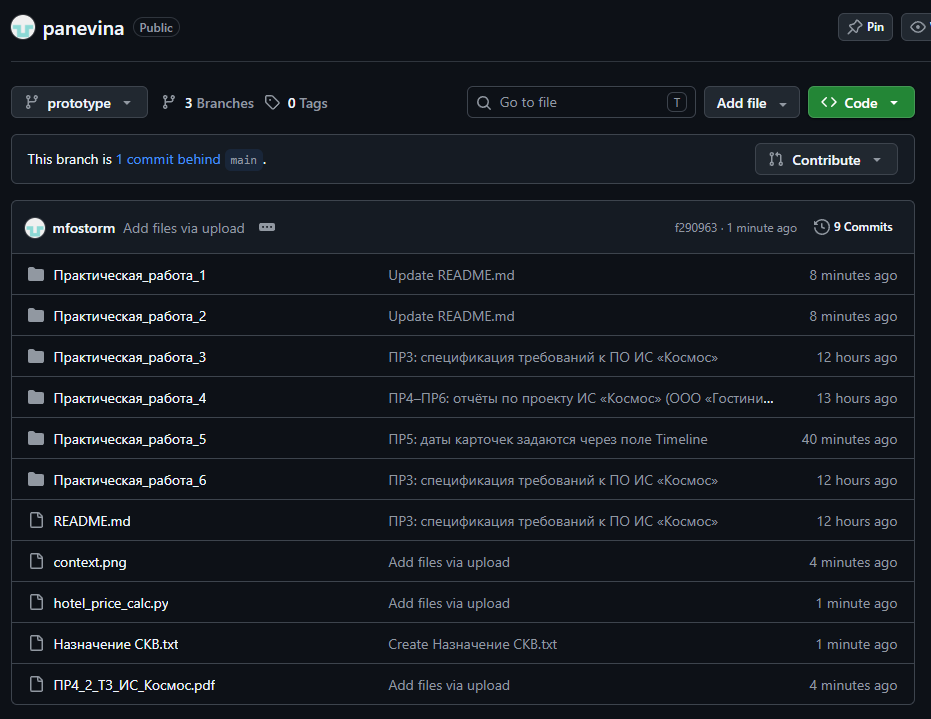 panevina Public Pin
prototype 3 Branches 0 Tags Go to file T Add file Code
This branch is 1 commit behind main . Contribute
mfostorm Add files via upload f290963 · 1 minute ago 9 Commits
Практическая_работа_1 Update README.md 8 minutes ago
Практическая_работа_2 Update README.md 8 minutes ago
Практическая_работа_3 ПР3: спецификация требований к ПО ИС «Космос» 12 hours ago
Практическая_работа_4 ПР4–ПР6: отчёты по проекту ИС «Космос» (ООО «Гостини... 13 hours ago
Практическая_работа_5 ПР5: даты карточек задаются через поле Timeline 40 minutes ago
Практическая_работа_6 ПР3: спецификация требований к ПО ИС «Космос» 12 hours ago
README.md ПР3: спецификация требований к ПО ИС «Космос» 12 hours ago
context.png Add files via upload 4 minutes ago
hotel_price_calc.py Add files via upload 1 minute ago
Назначение СКВ.txt Create Назначение СКВ.txt 1 minute ago
ПР4_2_ТЗ_ИС_Космос.pdf Add files via upload 4 minutes ago